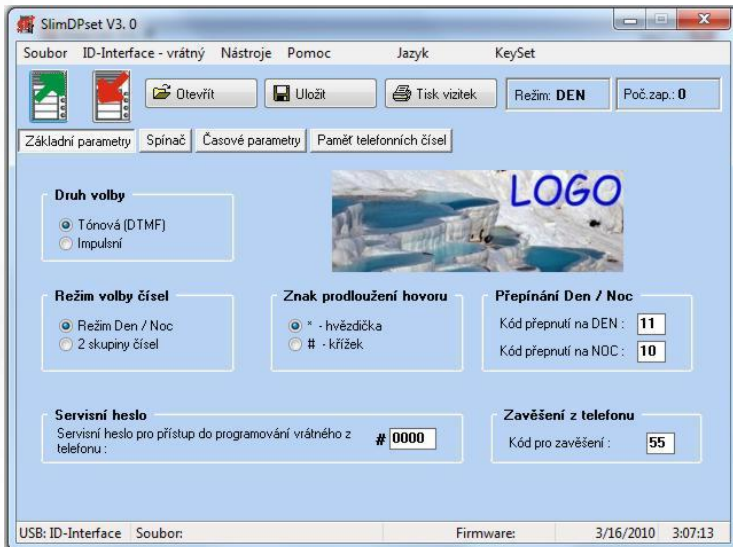 SlimDPset V3. 0
Soubor ID-Interface - vrátný Nástroje Pomoc Jazyk KeySet
Otevřít Uložit Tisk vizitek Režim: DEN Poč.zap.: 0
Základní parametry Spínač Časové parametry Paměť telefonních čísel
LOGO
Druh volby
Tónová (DTMF)
Impulsní
Režim volby čísel
Režim Den / Noc
2 skupiny čísel
Znak prodloužení hovoru
* - hvězdička
# - křížek
Přepínání Den / Noc
Kód přepnutí na DEN : 11
Kód přepnutí na NOC : 10
Servisní heslo
Servisní heslo pro přístup do programování vrátného z
telefonu : # 0000
Zavěšení z telefonu
Kód pro zavěšení : 55
USB: ID-Interface Soubor: Firmware: 3/16/2010 3:07:13